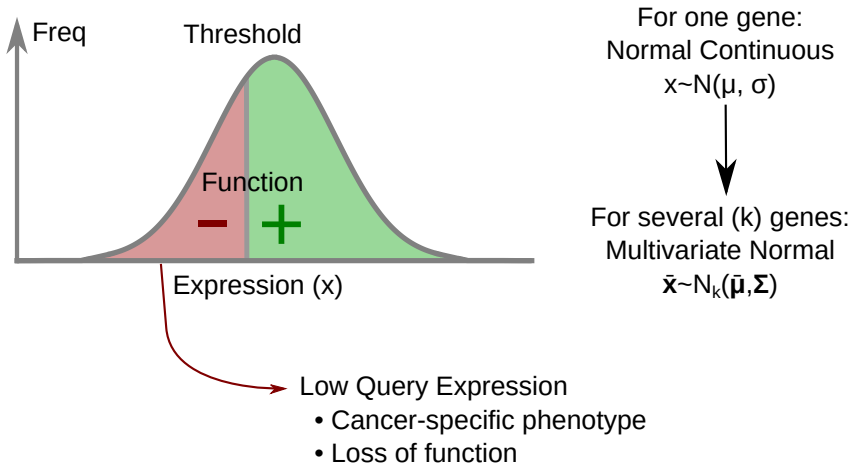 Freq
Threshold
Function
− +
Expression (x)
Low Query Expression
• Cancer-specific phenotype
• Loss of function
For one gene:
Normal Continuous
x~N(μ, σ)
For several (k) genes:
Multivariate Normal
x̄~Nₖ(μ̄,Σ)